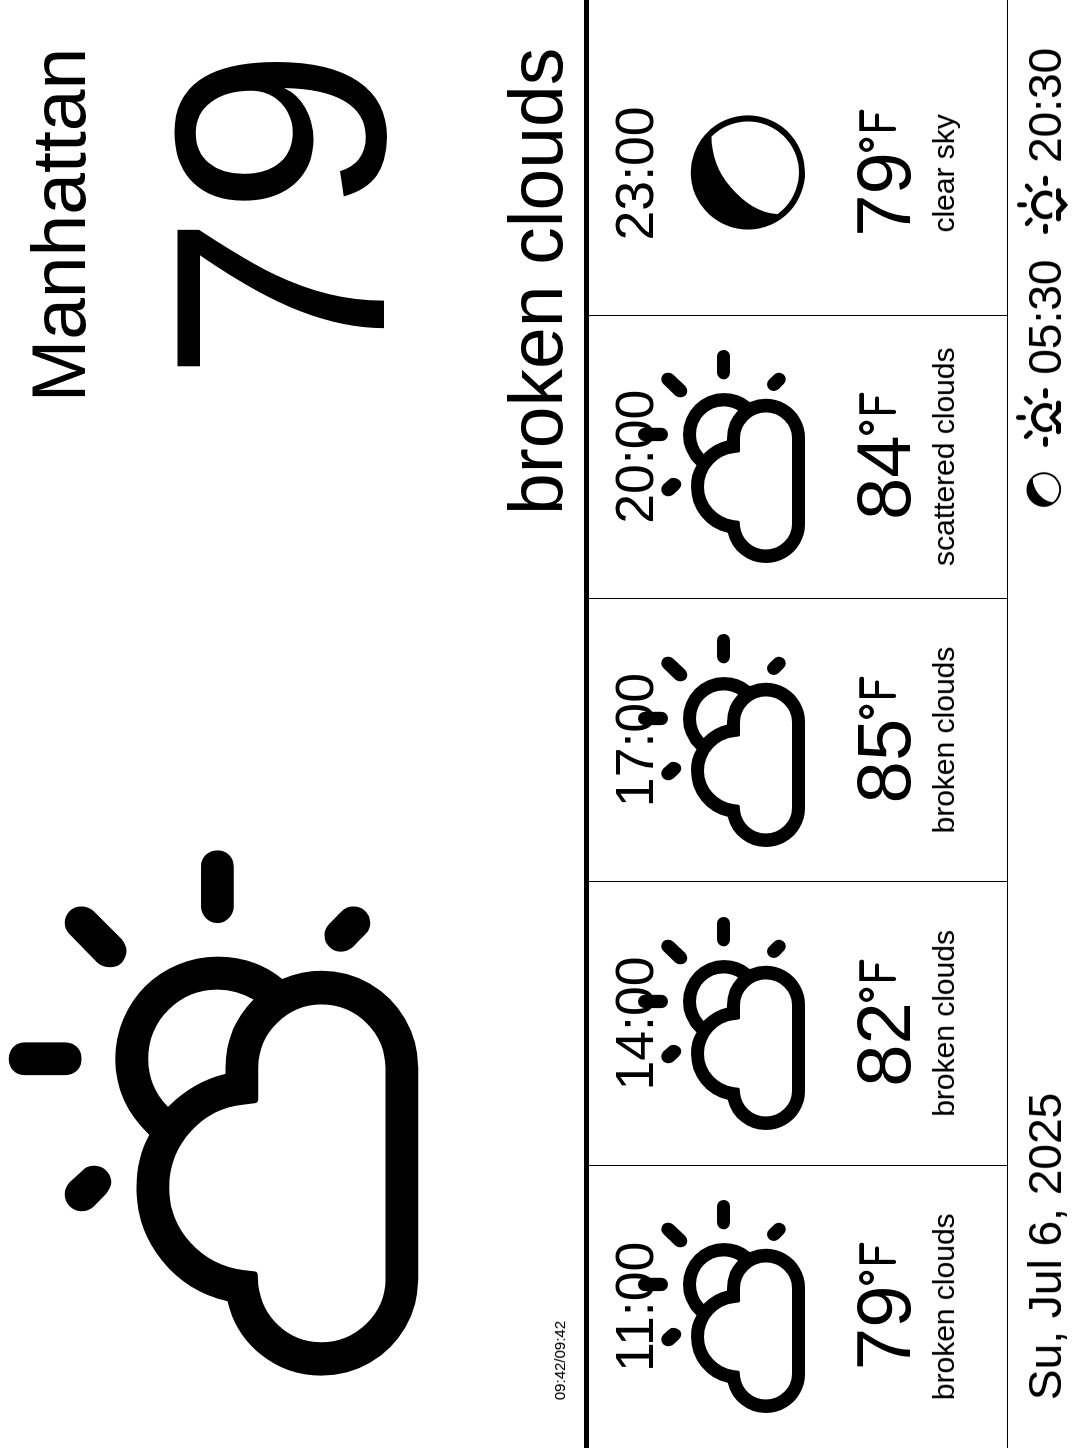 Manhattan
79
broken clouds
09:42/09:42
11:00 14:00 17:00 20:00 23:00
79°F 82°F 85°F 84°F 79°F
broken clouds broken clouds broken clouds scattered clouds clear sky
Su, Jul 6, 2025 05:30 20:30